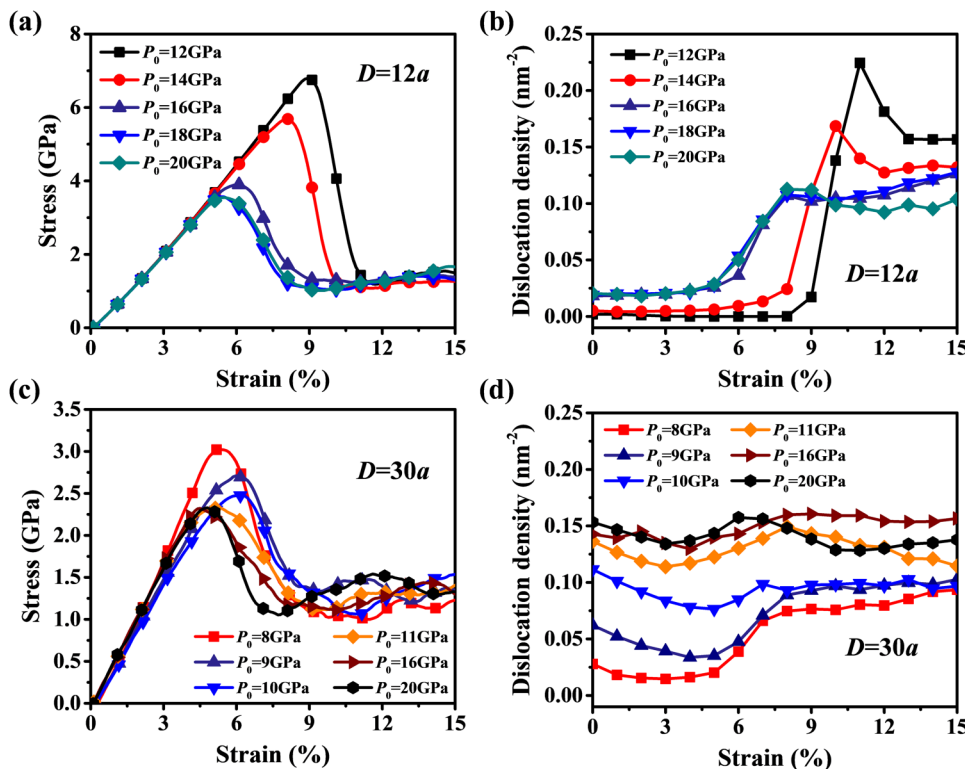 (a)
P0=12GPa
P0=14GPa
P0=16GPa
P0=18GPa
P0=20GPa
D=12a
Stress (GPa)
8
6
4
2
0
0 3 6 9 12 15
Strain (%)
(b)
P0=12GPa
P0=14GPa
P0=16GPa
P0=18GPa
P0=20GPa
D=12a
Dislocation density (nm-2)
0.25
0.20
0.15
0.10
0.05
0.00
0 3 6 9 12 15
Strain (%)
(c)
D=30a
Stress (GPa)
3.5
3.0
2.5
2.0
1.5
1.0
0.5
0.0
P0=8GPa P0=11GPa
P0=9GPa P0=16GPa
P0=10GPa P0=20GPa
0 3 6 9 12 15
Strain (%)
(d)
P0=8GPa P0=11GPa
P0=9GPa P0=16GPa
P0=10GPa P0=20GPa
D=30a
Dislocation density (nm-2)
0.25
0.20
0.15
0.10
0.05
0.00
0 3 6 9 12 15
Strain (%)